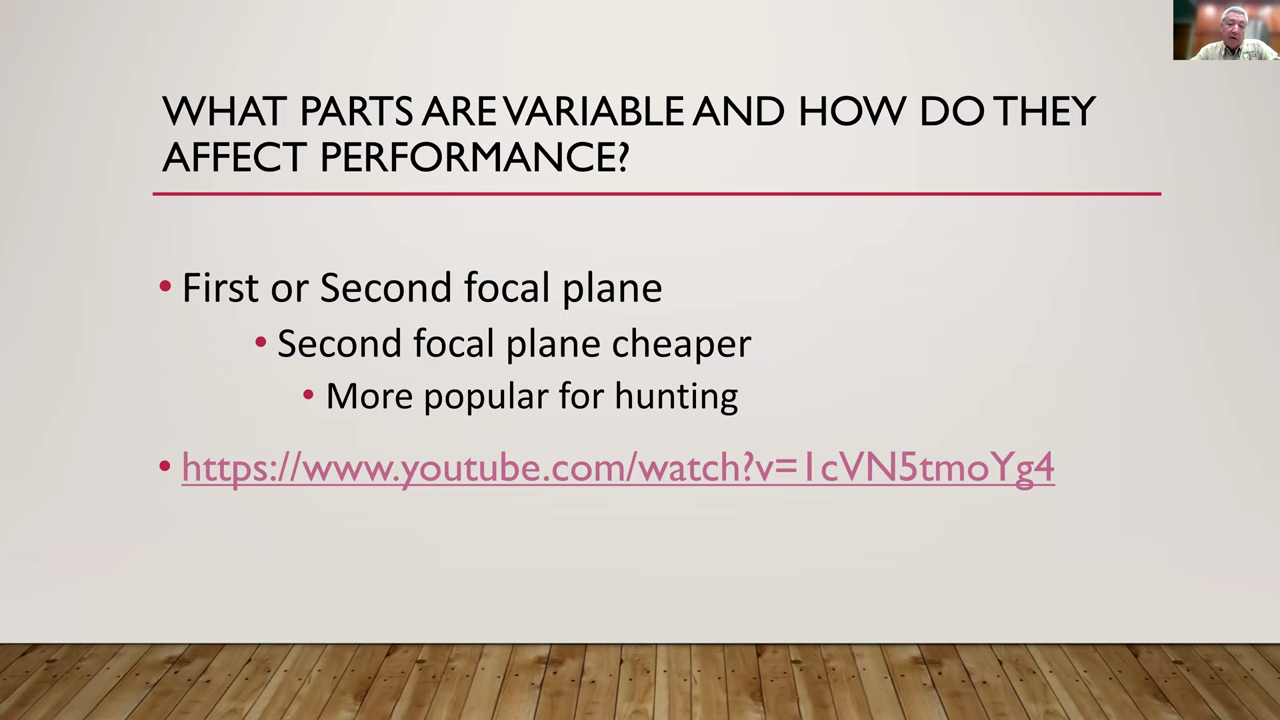 WHAT PARTS ARE VARIABLE AND HOW DO THEY
AFFECT PERFORMANCE?
• First or Second focal plane
• Second focal plane cheaper
• More popular for hunting
• https://www.youtube.com/watch?v=1cVN5tmoYg4